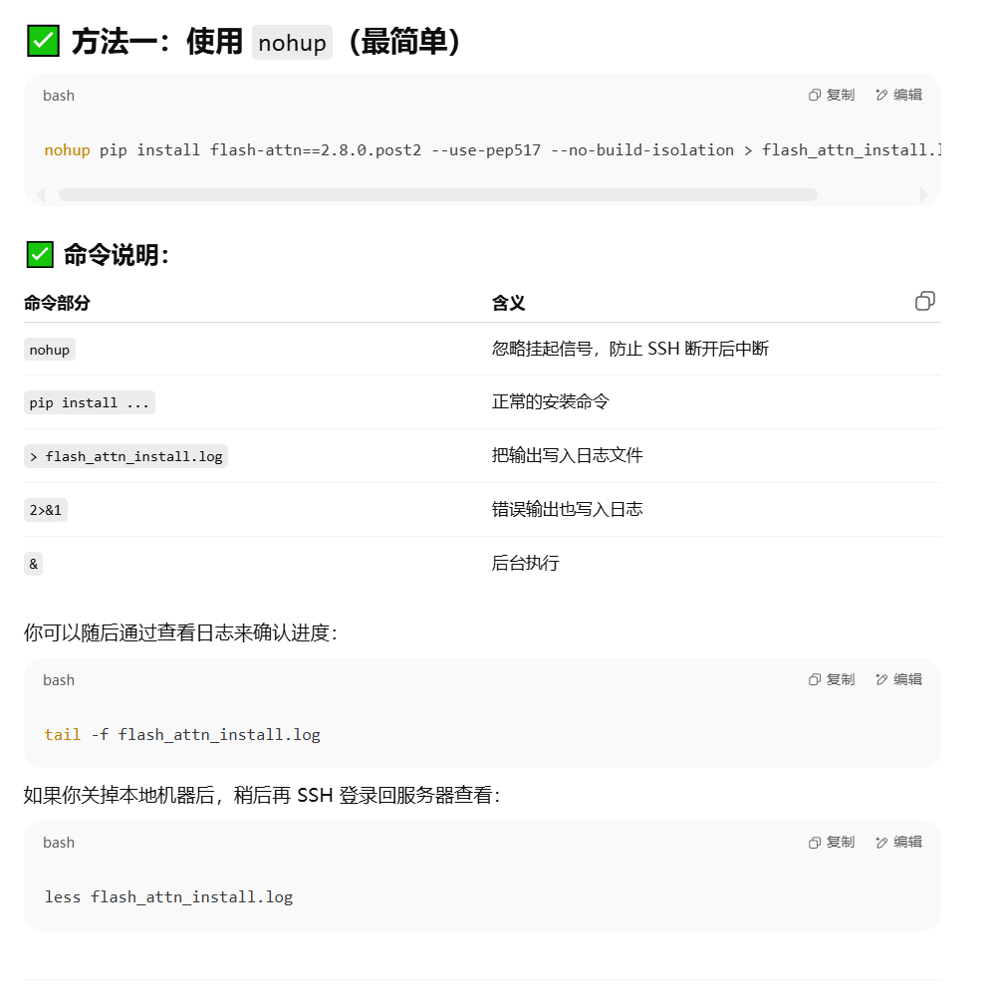 ✅ 方法一：使用 nohup（最简单）
bash 复制 编辑
nohup pip install flash-attn==2.8.0.post2 --use-pep517 --no-build-isolation > flash_attn_install.l
✅ 命令说明：
命令部分 含义
nohup 忽略挂起信号，防止 SSH 断开后中断
pip install ... 正常的安装命令
> flash_attn_install.log 把输出写入日志文件
2>&1 错误输出也写入日志
& 后台执行
你可以随后通过查看日志来确认进度：
bash 复制 编辑
tail -f flash_attn_install.log
如果你关掉本地机器后，稍后再 SSH 登录回服务器查看：
bash 复制 编辑
less flash_attn_install.log